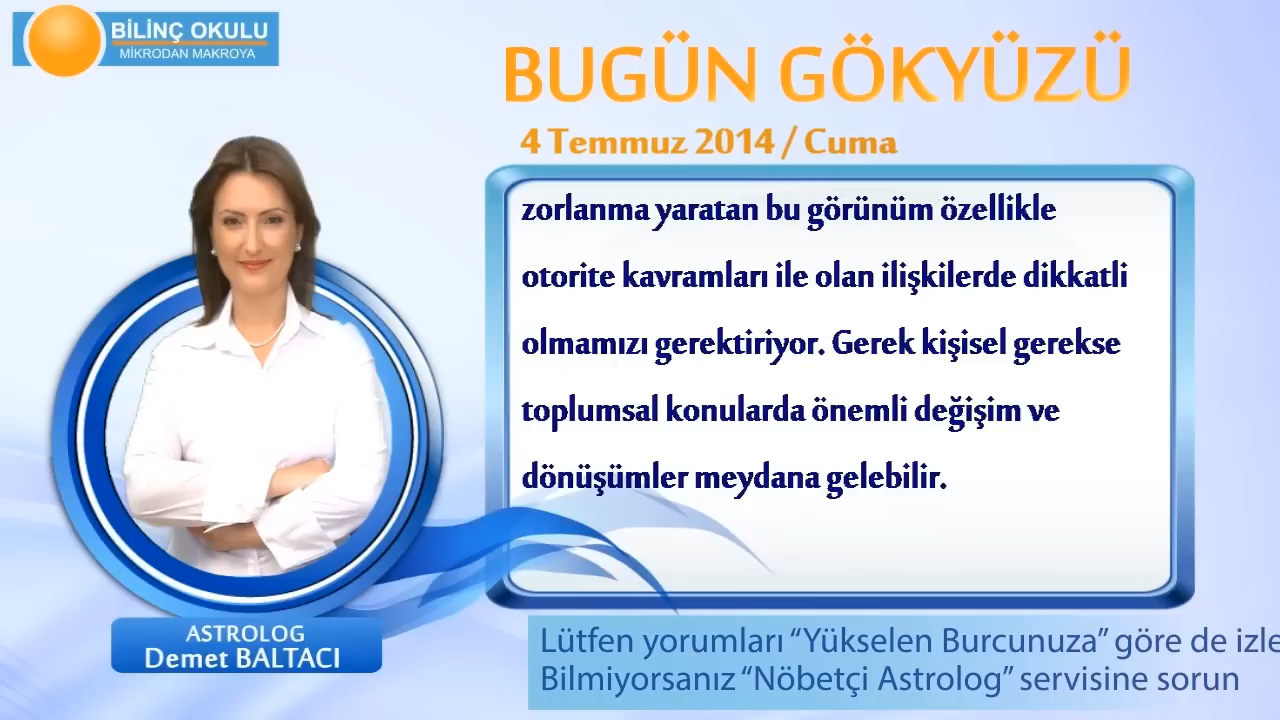 BİLİNÇ OKULU
MİKRODAN MAKROYA
BUGÜN GÖKYÜZÜ
4 Temmuz 2014 / Cuma
zorlanma yaratan bu görünüm özellikle
otorite kavramları ile olan ilişkilerde dikkatli
olmamızı gerektiriyor. Gerek kişisel gerekse
toplumsal konularda önemli değişim ve
dönüşümler meydana gelebilir.
ASTROLOG
Demet BALTACI
Lütfen yorumları “Yükselen Burcunuza” göre de izle
Bilmiyorsanız “Nöbetçi Astrolog” servisine sorun